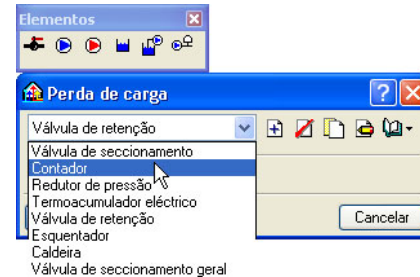 Elementos
Perda de carga
Válvula de retenção
Válvula de seccionamento
Contador
Redutor de pressão
Termoacumulador eléctrico
Válvula de retenção
Esquentador
Caldeira
Válvula de seccionamento geral
Cancelar